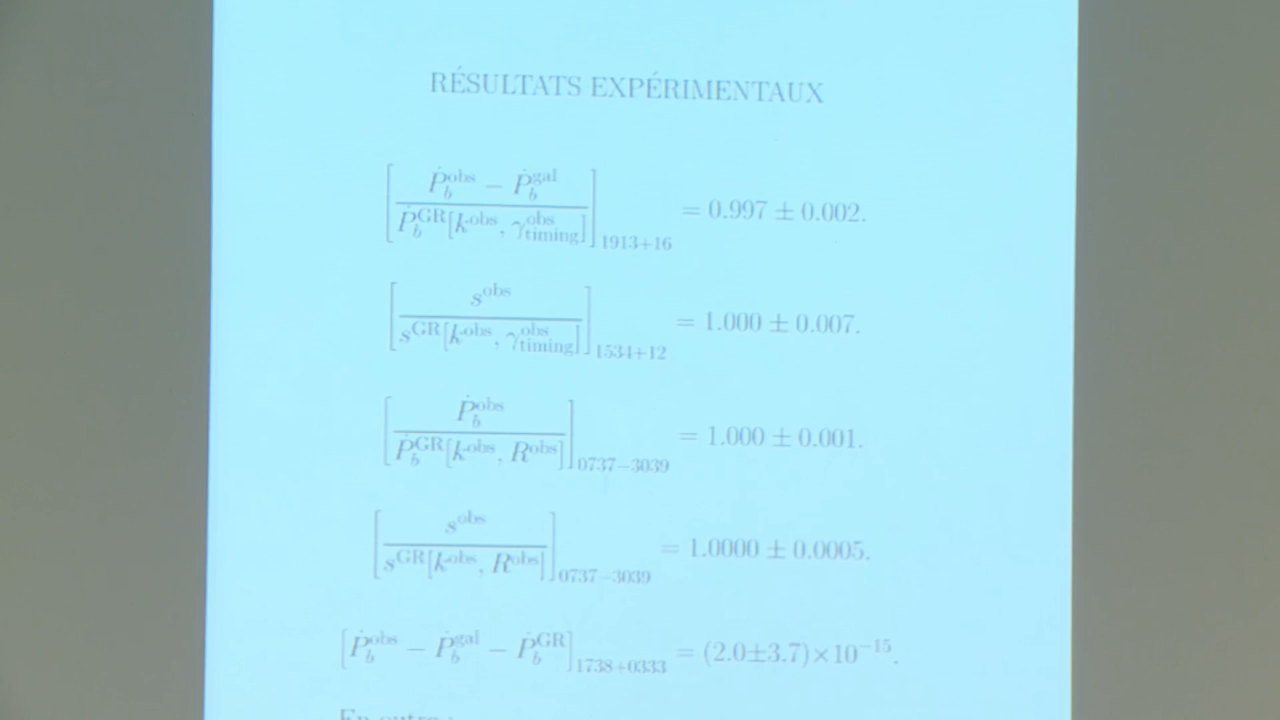 RÉSULTATS EXPÉRIMENTAUX
[ (Ṗ_b^obs − Ṗ_b^gal) / Ṗ_b^GR[k^obs, γ_timing^obs] ]_1913+16 = 0.997 ± 0.002.
[ s^obs / s^GR[k^obs, γ_timing^obs] ]_1534+12 = 1.000 ± 0.007.
[ Ṗ_b^obs / Ṗ_b^GR[k^obs, R^obs] ]_0737−3039 = 1.000 ± 0.001.
[ s^obs / s^GR[k^obs, R^obs] ]_0737−3039 = 1.0000 ± 0.0005.
[Ṗ_b^obs − Ṗ_b^gal − Ṗ_b^GR]_1738+0333 = (2.0±3.7)×10^−15.
En outre :